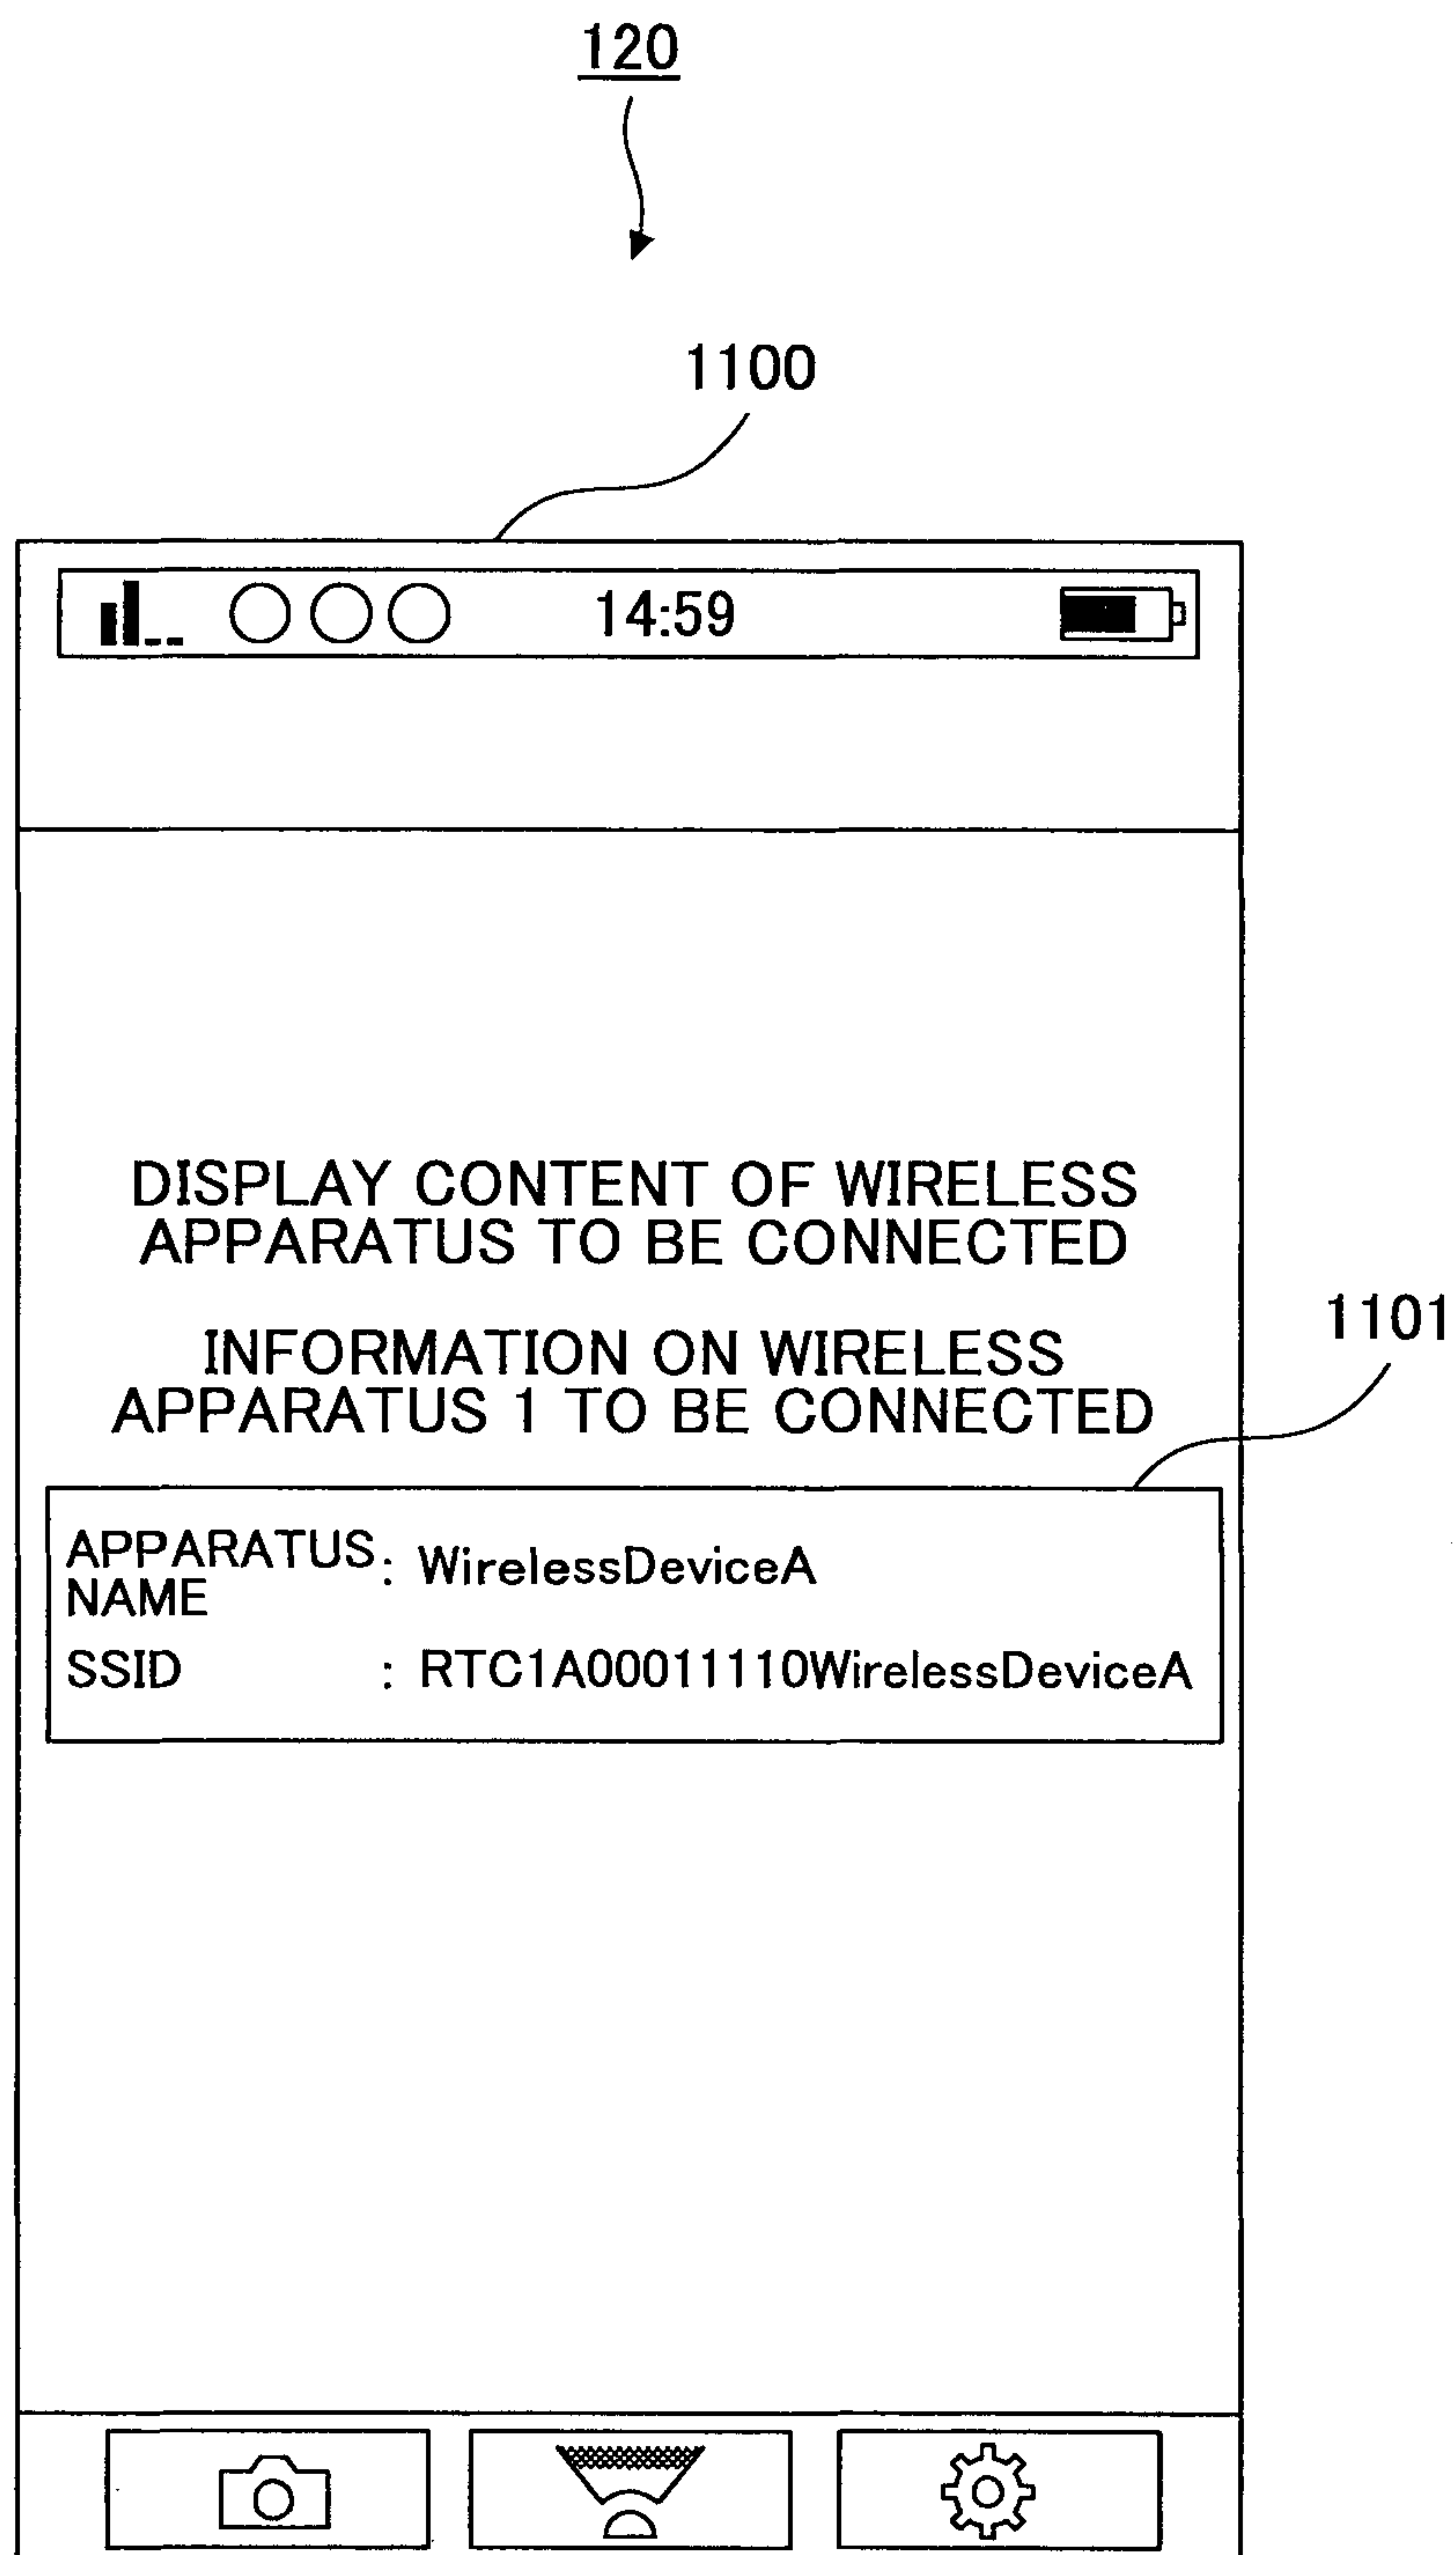 120
1100
○○○ 14:59
DISPLAY CONTENT OF WIRELESS
APPARATUS TO BE CONNECTED
INFORMATION ON WIRELESS
APPARATUS 1 TO BE CONNECTED
1101
APPARATUS
NAME : WirelessDeviceA
SSID : RTC1A00011110WirelessDeviceA